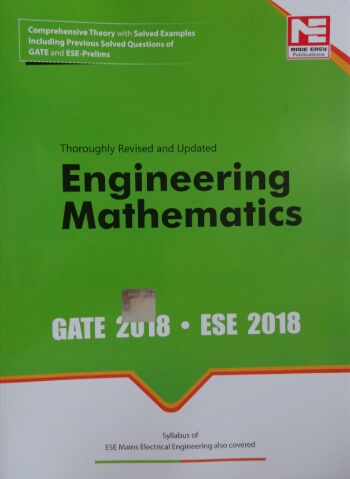 Comprehensive Theory with Solved Examples
Including Previous Solved Questions of
GATE and ESE-Prelims
ME
MADE EASY
Publications
Thoroughly Revised and Updated
Engineering
Mathematics
GATE 2018 • ESE 2018
Syllabus of
ESE Mains Electrical Engineering also covered